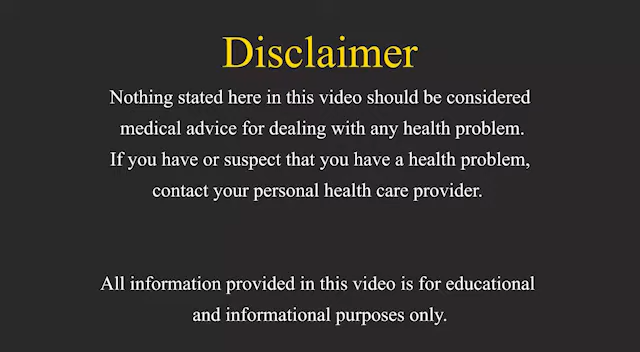 Disclaimer
Nothing stated here in this video should be considered
medical advice for dealing with any health problem.
If you have or suspect that you have a health problem,
contact your personal health care provider.
All information provided in this video is for educational
and informational purposes only.